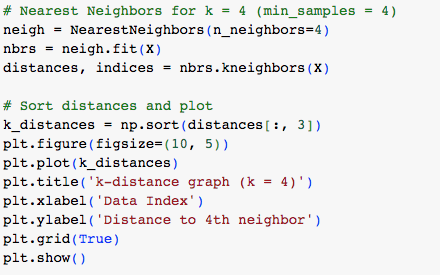 # Nearest Neighbors for k = 4 (min_samples = 4)
neigh = NearestNeighbors(n_neighbors=4)
nbrs = neigh.fit(X)
distances, indices = nbrs.kneighbors(X)

# Sort distances and plot
k_distances = np.sort(distances[:, 3])
plt.figure(figsize=(10, 5))
plt.plot(k_distances)
plt.title('k-distance graph (k = 4)')
plt.xlabel('Data Index')
plt.ylabel('Distance to 4th neighbor')
plt.grid(True)
plt.show()